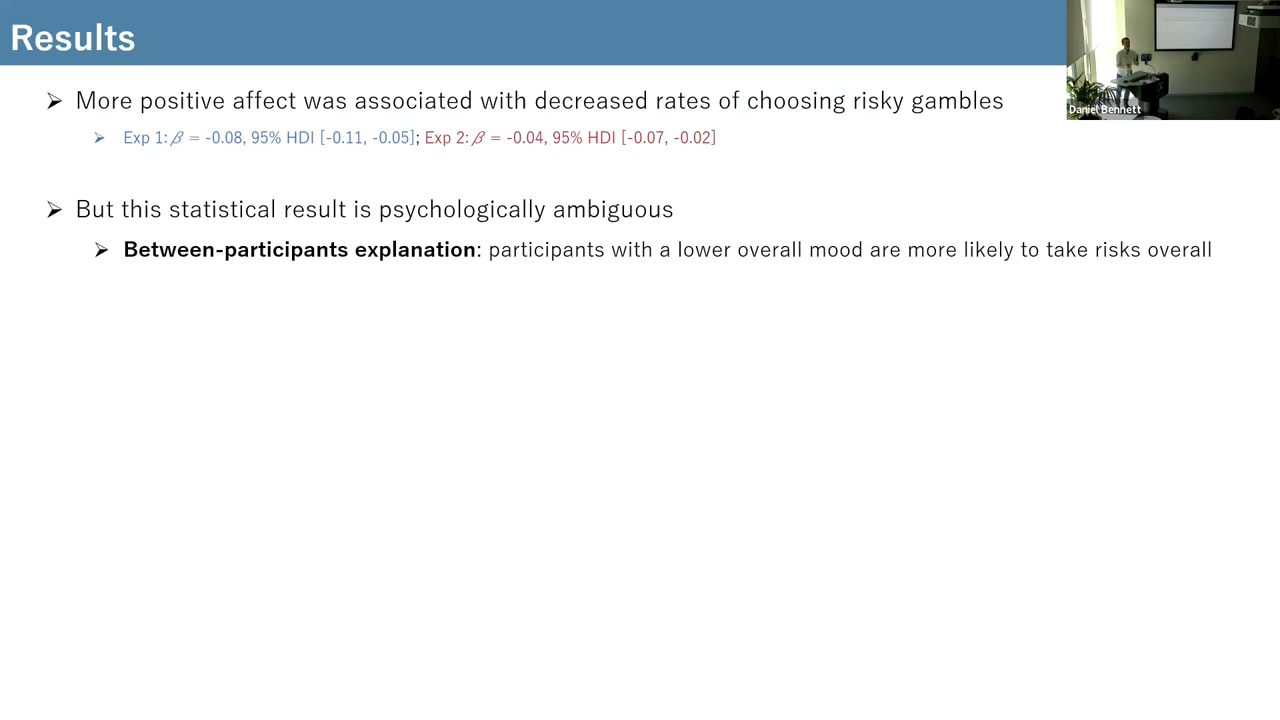 Results
Daniel Bennett
➢ More positive affect was associated with decreased rates of choosing risky gambles
➢ Exp 1: β = -0.08, 95% HDI [-0.11, -0.05]; Exp 2: β = -0.04, 95% HDI [-0.07, -0.02]
➢ But this statistical result is psychologically ambiguous
➢ Between-participants explanation: participants with a lower overall mood are more likely to take risks overall